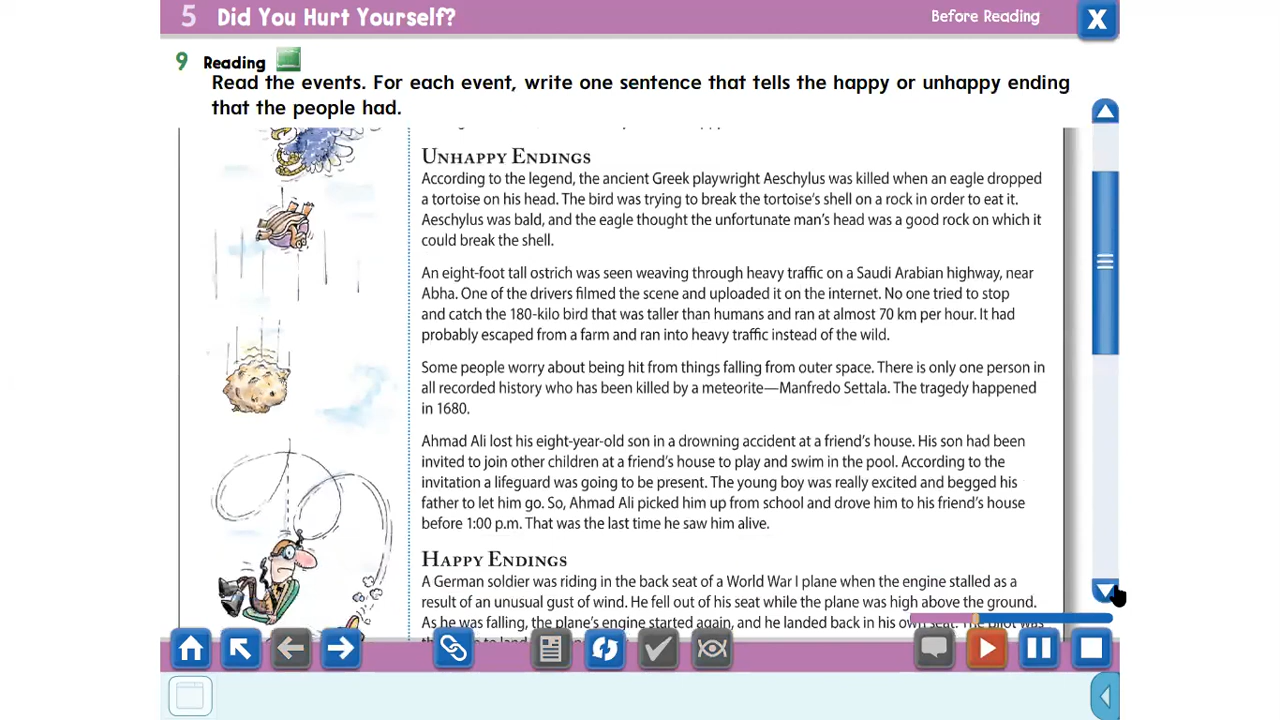 5 Did You Hurt Yourself?
Before Reading
X
9 Reading
Read the events. For each event, write one sentence that tells the happy or unhappy ending
that the people had.
UNHAPPY ENDINGS
According to the legend, the ancient Greek playwright Aeschylus was killed when an eagle dropped
a tortoise on his head. The bird was trying to break the tortoise's shell on a rock in order to eat it.
Aeschylus was bald, and the eagle thought the unfortunate man's head was a good rock on which it
could break the shell.
An eight-foot tall ostrich was seen weaving through heavy traffic on a Saudi Arabian highway, near
Abha. One of the drivers filmed the scene and uploaded it on the internet. No one tried to stop
and catch the 180-kilo bird that was taller than humans and ran at almost 70 km per hour. It had
probably escaped from a farm and ran into heavy traffic instead of the wild.
Some people worry about being hit from things falling from outer space. There is only one person in
all recorded history who has been killed by a meteorite—Manfredo Settala. The tragedy happened
in 1680.
Ahmad Ali lost his eight-year-old son in a drowning accident at a friend's house. His son had been
invited to join other children at a friend's house to play and swim in the pool. According to the
invitation a lifeguard was going to be present. The young boy was really excited and begged his
father to let him go. So, Ahmad Ali picked him up from school and drove him to his friend's house
before 1:00 p.m. That was the last time he saw him alive.
HAPPY ENDINGS
A German soldier was riding in the back seat of a World War I plane when the engine stalled as a
result of an unusual gust of wind. He fell out of his seat while the plane was high above the ground.
As he was falling, the plane's engine started again, and he landed back in his own seat. The pilot was